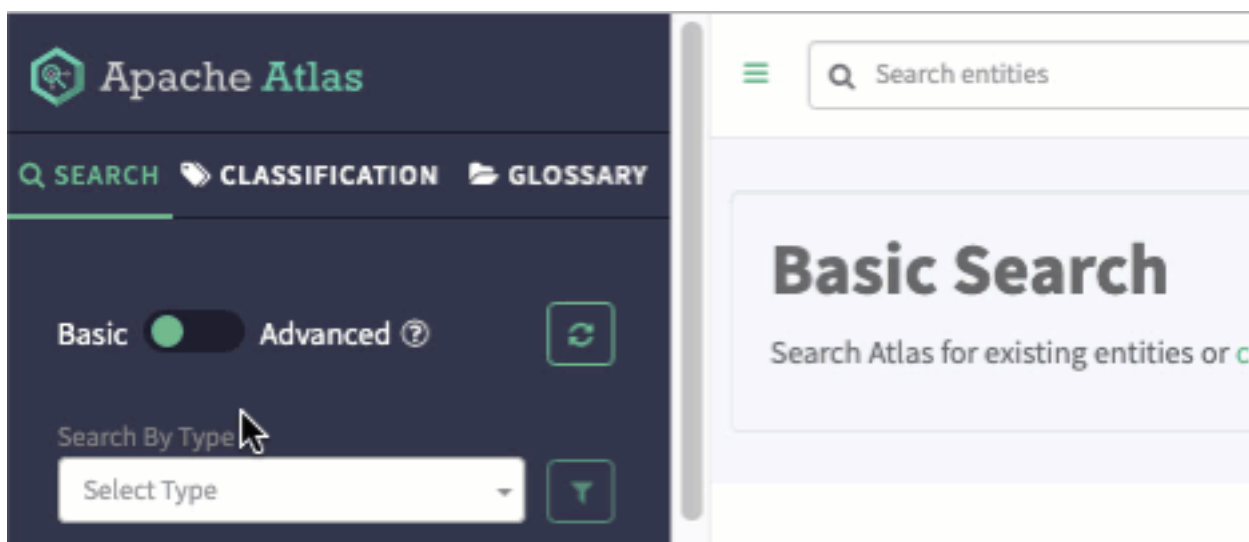 Apache Atlas
Search entities
SEARCH CLASSIFICATION GLOSSARY
Basic Search
Basic Advanced
Search Atlas for existing entities or
Search By Type
Select Type